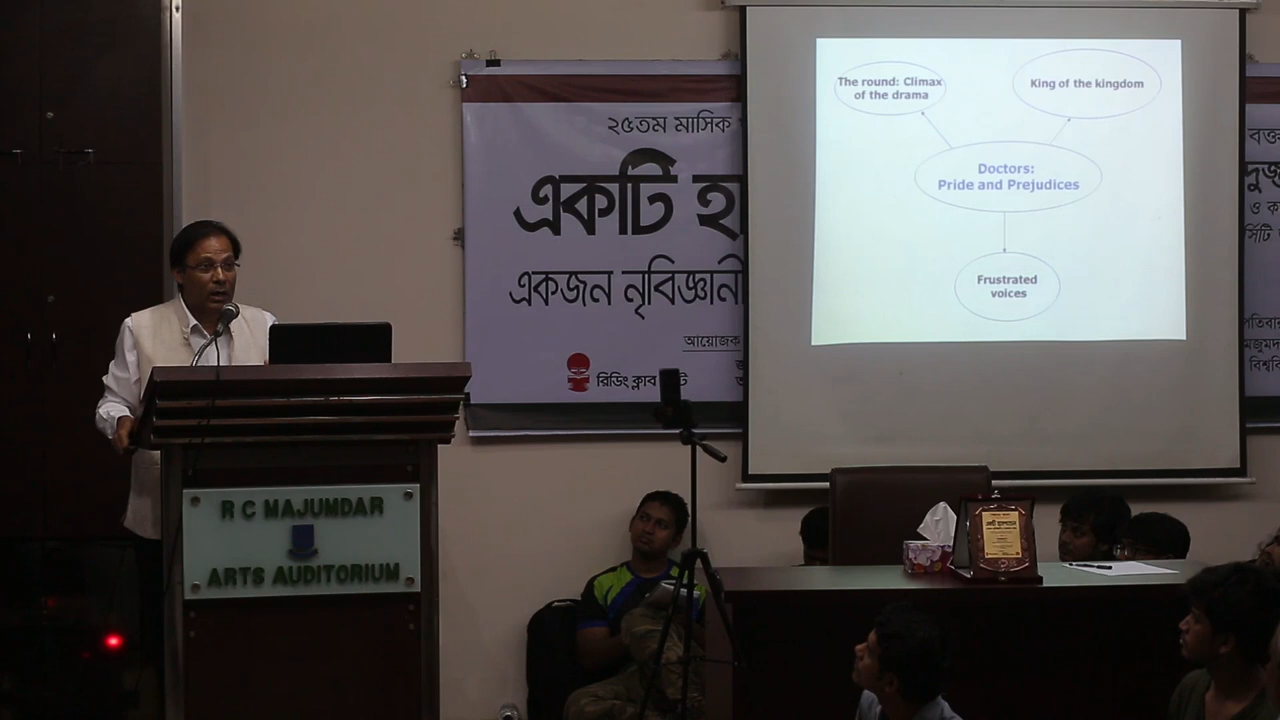 ২৫তম মাসিক
একটি হা
একজন নৃবিজ্ঞানী
আয়োজক
রিডিং ক্লাব
The round: Climax
of the drama
King of the kingdom
Doctors:
Pride and Prejudices
Frustrated
voices
R C MAJUMDAR
ARTS AUDITORIUM